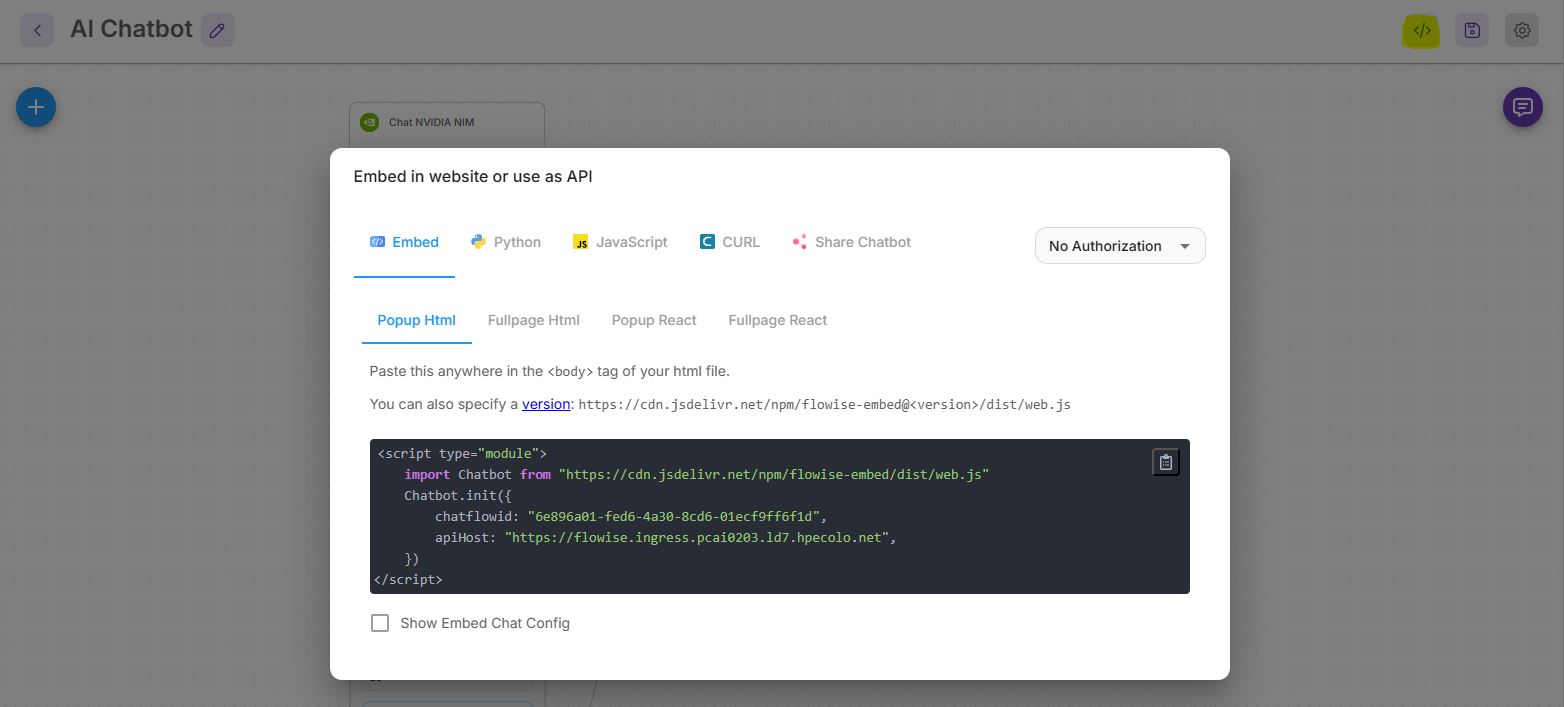 AI Chatbot
Chat NVIDIA NIM
Embed in website or use as API
Embed
Python
JS JavaScript
C CURL
Share Chatbot
No Authorization
Popup Html
Fullpage Html
Popup React
Fullpage React
Paste this anywhere in the <body> tag of your html file.
You can also specify a version: https://cdn.jsdelivr.net/npm/flowise-embed@<version>/dist/web.js
<script type="module">
import Chatbot from "https://cdn.jsdelivr.net/npm/flowise-embed/dist/web.js"
Chatbot.init({
chatflowid: "6e896a01-fed6-4a30-8cd6-01ecf9ff6f1d",
apiHost: "https://flowise.ingress.pcai0203.ld7.hpecolo.net",
})
</script>
Show Embed Chat Config